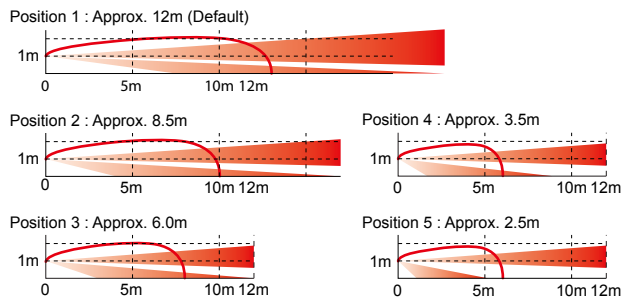 Position 1 : Approx. 12m (Default)
1m
0 5m 10m 12m
Position 2 : Approx. 8.5m
1m
0 5m 10m 12m
Position 4 : Approx. 3.5m
1m
0 5m 10m 12m
Position 3 : Approx. 6.0m
1m
0 5m 10m 12m
Position 5 : Approx. 2.5m
1m
0 5m 10m 12m